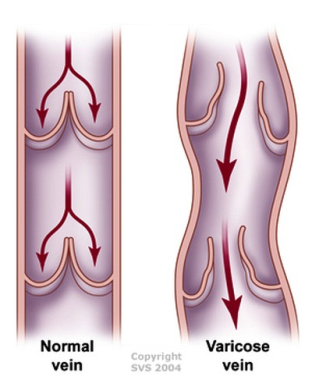 Normal
vein
Copyright
SVS 2004
Varicose
vein